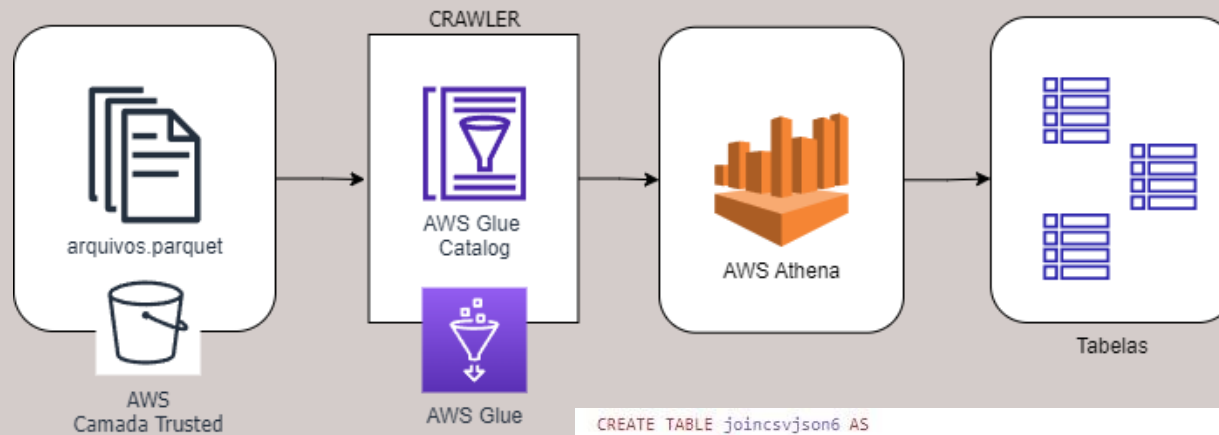 CRAWLER
arquivos.parquet
AWS Glue
Catalog
AWS Athena
Tabelas
AWS
Camada Trusted
AWS Glue
CREATE TABLE joincsvjson6 AS